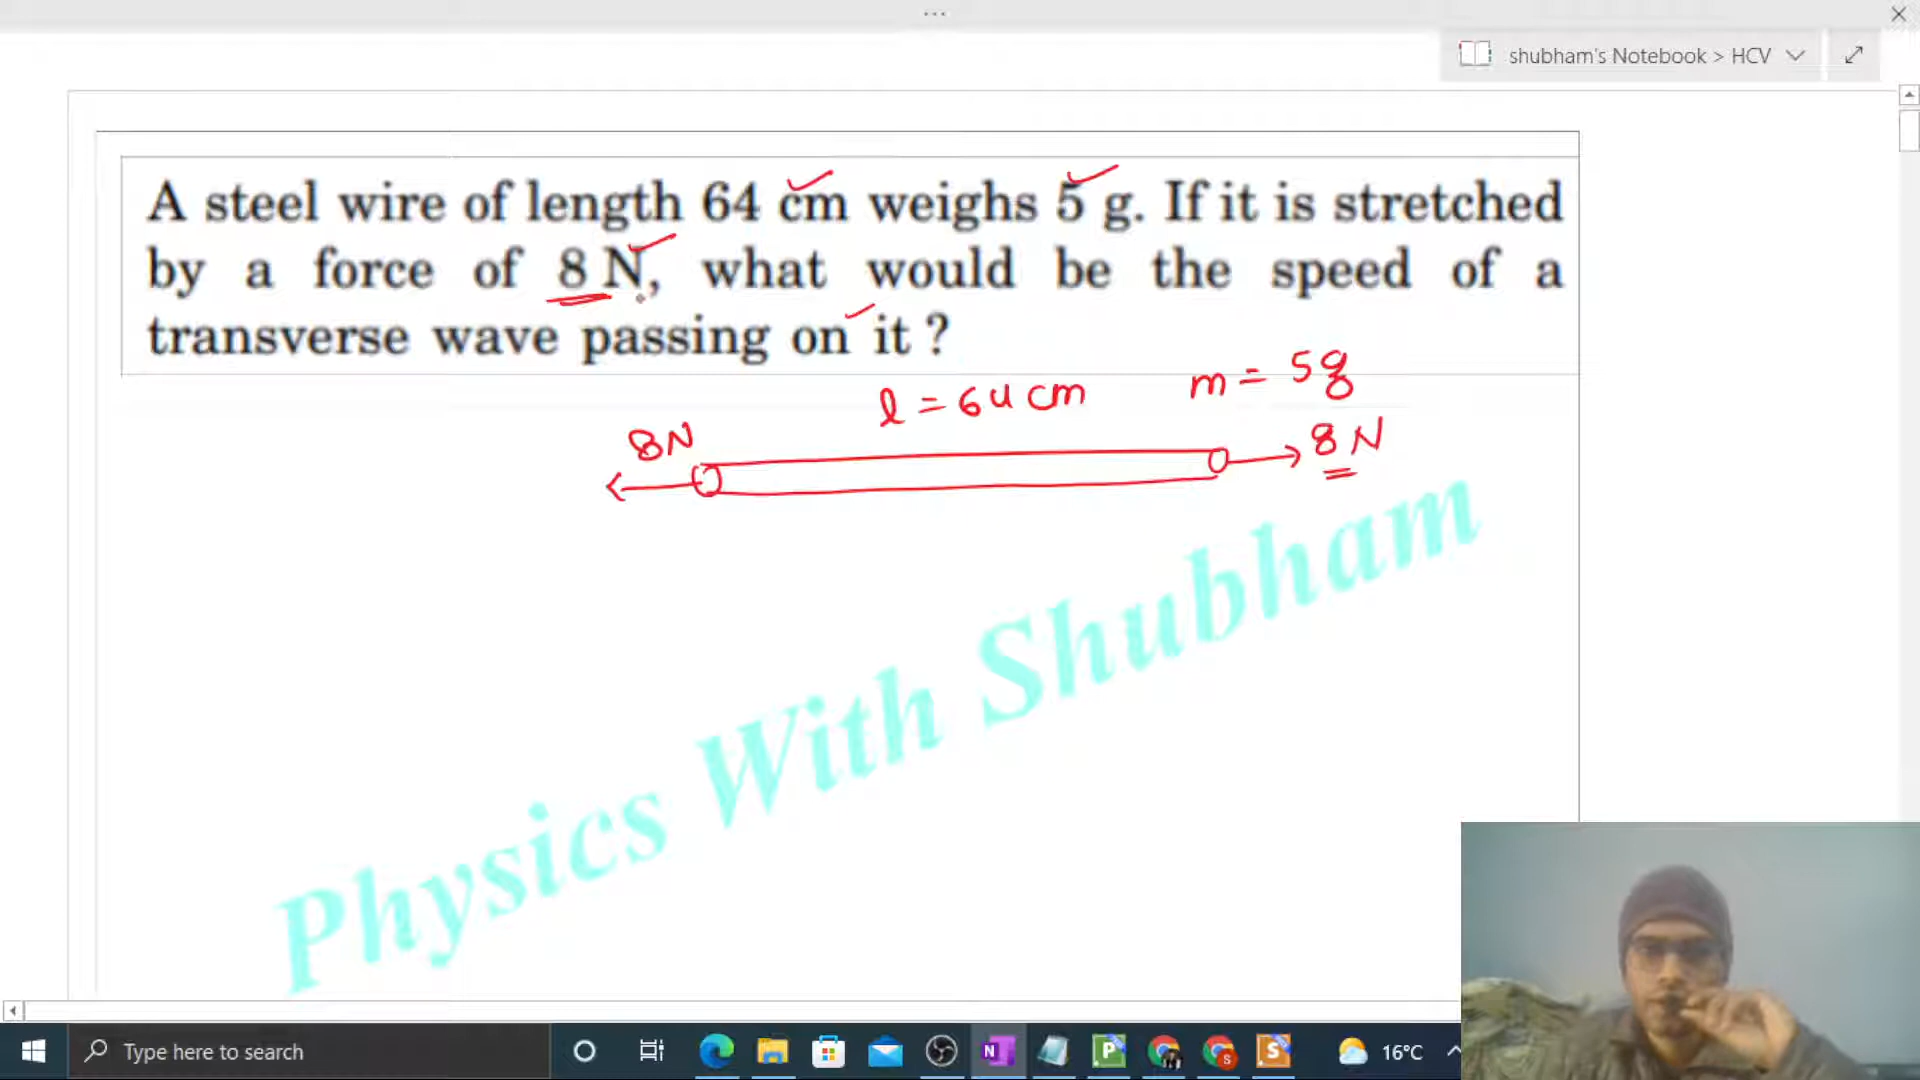 shubham's Notebook > HCV
A steel wire of length 64 cm weighs 5 g. If it is stretched
by a force of 8 N, what would be the speed of a
transverse wave passing on it ?
l = 64 cm
m = 5g
8N
8 N
Physics With Shubham
Type here to search
16°C